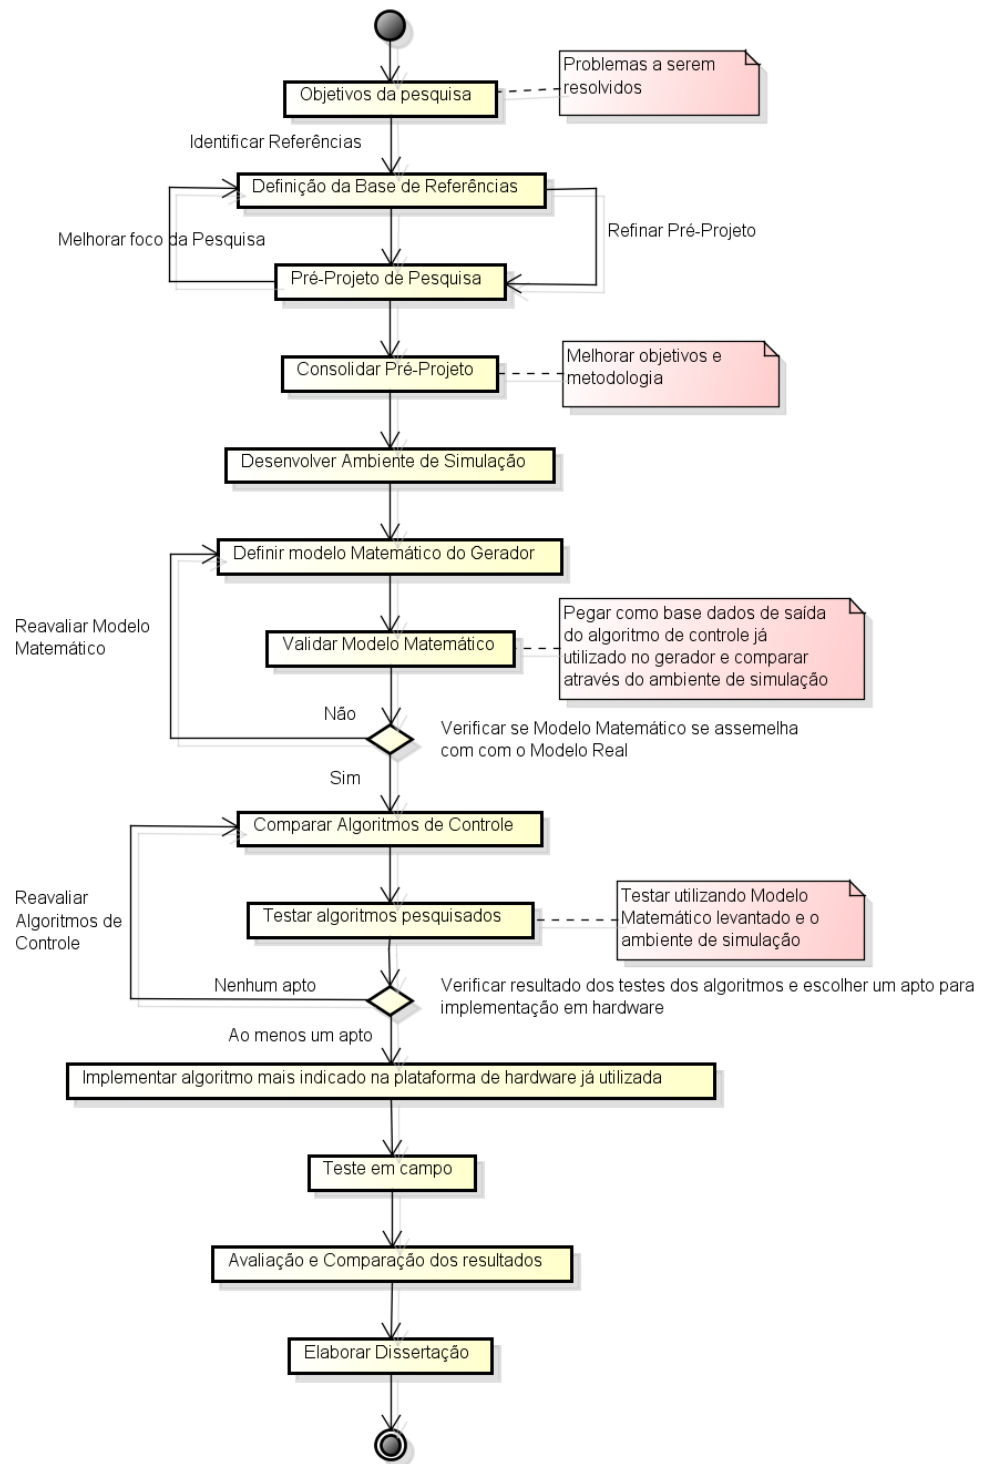 Objetivos da pesquisa
Problemas a serem
resolvidos
Identificar Referências
Definição da Base de Referências
Melhorar foco da Pesquisa
Refinar Pré-Projeto
Pré-Projeto de Pesquisa
Consolidar Pré-Projeto
Melhorar objetivos e
metodologia
Desenvolver Ambiente de Simulação
Definir modelo Matemático do Gerador
Reavaliar Modelo
Matemático
Validar Modelo Matemático
Pegar como base dados de saída
do algoritmo de controle já
utilizado no gerador e comparar
através do ambiente de simulação
Não
Verificar se Modelo Matemático se assemelha
com com o Modelo Real
Sim
Comparar Algoritmos de Controle
Reavaliar
Algoritmos de
Controle
Testar algoritmos pesquisados
Testar utilizando Modelo
Matemático levantado e o
ambiente de simulação
Nenhum apto
Verificar resultado dos testes dos algoritmos e escolher um apto para
implementação em hardware
Ao menos um apto
Implementar algoritmo mais indicado na plataforma de hardware já utilizada
Teste em campo
Avaliação e Comparação dos resultados
Elaborar Dissertação